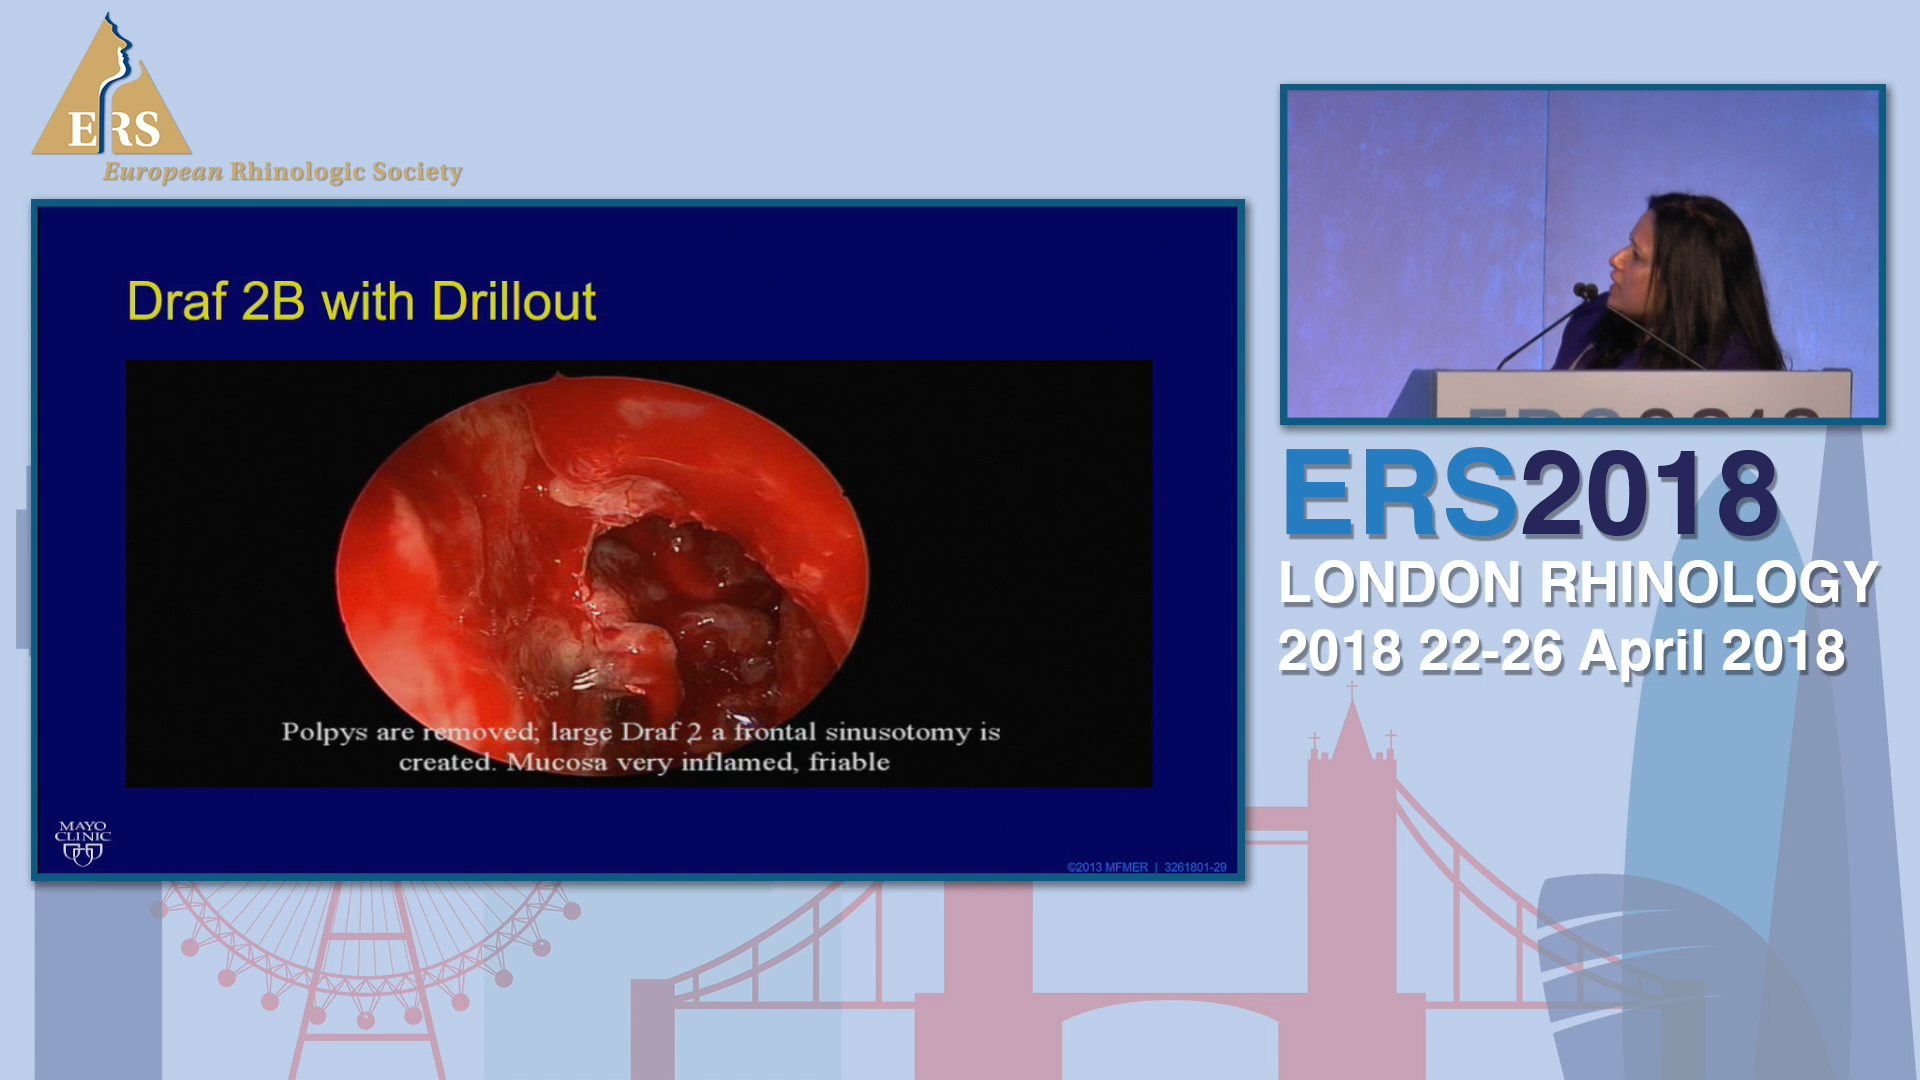 ERS
European Rhinologic Society
Draf 2B with Drillout
Polpys are removed; large Draf 2 a frontal sinusotomy is
created. Mucosa very inflamed, friable
MAYO
CLINIC
©2013 MFMER | 3261801-29
ERS2018
ERS2018
LONDON RHINOLOGY
2018 22-26 April 2018